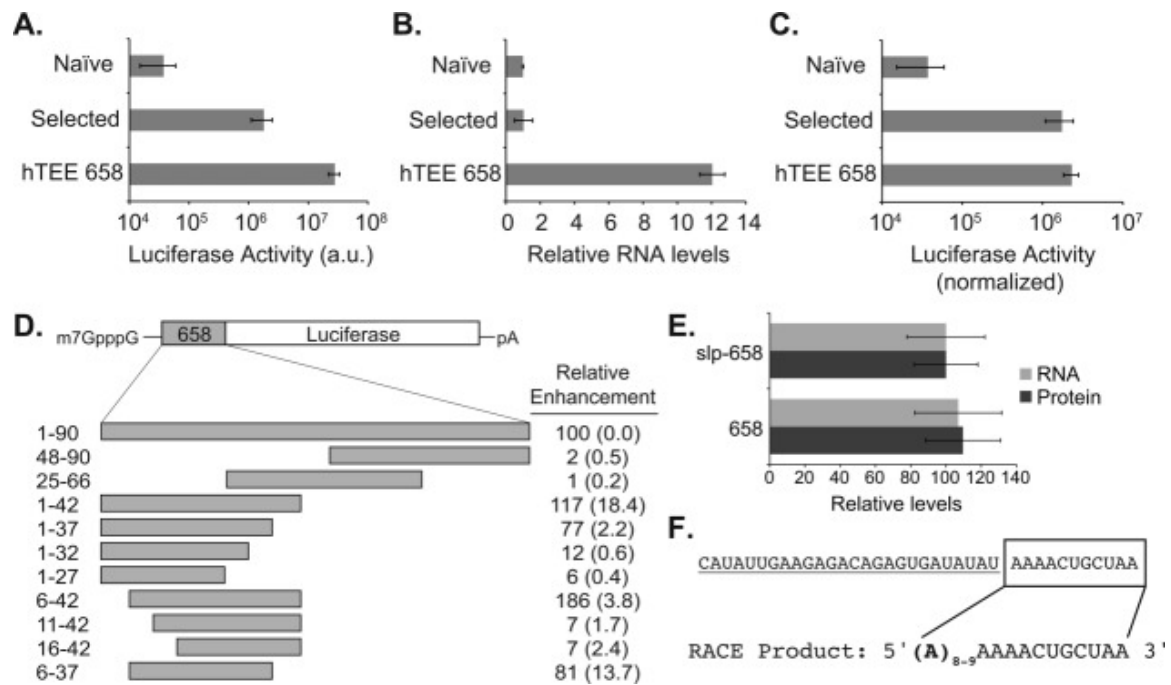 A.
Naïve
Selected
hTEE 658
10⁴ 10⁵ 10⁶ 10⁷ 10⁸
Luciferase Activity (a.u.)
B.
Naïve
Selected
hTEE 658
0 2 4 6 8 10 12 14
Relative RNA levels
C.
Naïve
Selected
hTEE 658
10⁴ 10⁵ 10⁶ 10⁷
Luciferase Activity
(normalized)
D.
m7GpppG 658 Luciferase pA
Relative
Enhancement
1-90 100 (0.0)
48-90 2 (0.5)
25-66 1 (0.2)
1-42 117 (18.4)
1-37 77 (2.2)
1-32 12 (0.6)
1-27 6 (0.4)
6-42 186 (3.8)
11-42 7 (1.7)
16-42 7 (2.4)
6-37 81 (13.7)
E.
slp-658
658
RNA
Protein
0 20 40 60 80 100 120 140
Relative levels
F.
CAUAUUGAAGAGACAGAGUGAUAUAU AAAACUGCUAA
RACE Product: 5'(A)₈₋₉AAAACUGCUAA 3'